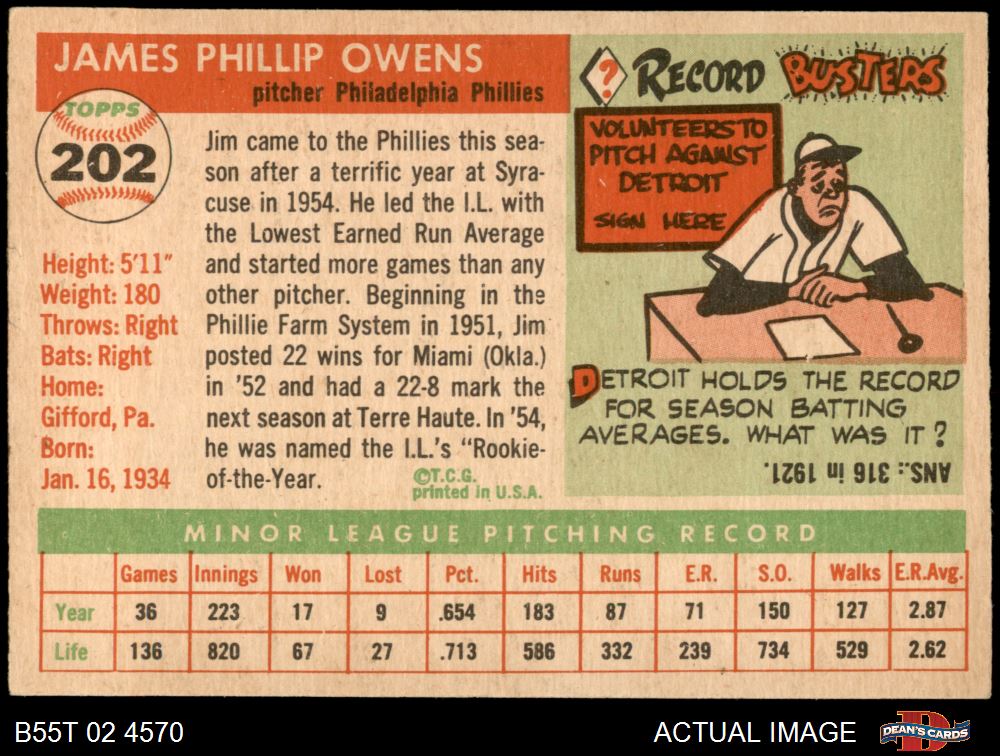 JAMES PHILLIP OWENS
pitcher Philadelphia Phillies
TOPPS
202
Height: 5'11"
Weight: 180
Throws: Right
Bats: Right
Home:
Gifford, Pa.
Born:
Jan. 16, 1934
Jim came to the Phillies this sea-
son after a terrific year at Syra-
cuse in 1954. He led the I.L. with
the Lowest Earned Run Average
and started more games than any
other pitcher. Beginning in the
Phillie Farm System in 1951, Jim
posted 22 wins for Miami (Okla.)
in '52 and had a 22-8 mark the
next season at Terre Haute. In '54,
he was named the I.L.'s "Rookie-
of-the-Year.
©T.C.G.
printed in U.S.A.
? RECORD BUSTERS
VOLUNTEERS TO
PITCH AGAINST
DETROIT
SIGN HERE
DETROIT HOLDS THE RECORD
FOR SEASON BATTING
AVERAGES. WHAT WAS IT?
ANS.: 316 in 1921.
MINOR LEAGUE PITCHING RECORD
Games Innings Won Lost Pct. Hits Runs E.R. S.O. Walks E.R.Avg.
Year 36 223 17 9 .654 183 87 71 150 127 2.87
Life 136 820 67 27 .713 586 332 239 734 529 2.62
B55T 02 4570
ACTUAL IMAGE
D
DEAN'S CARDS